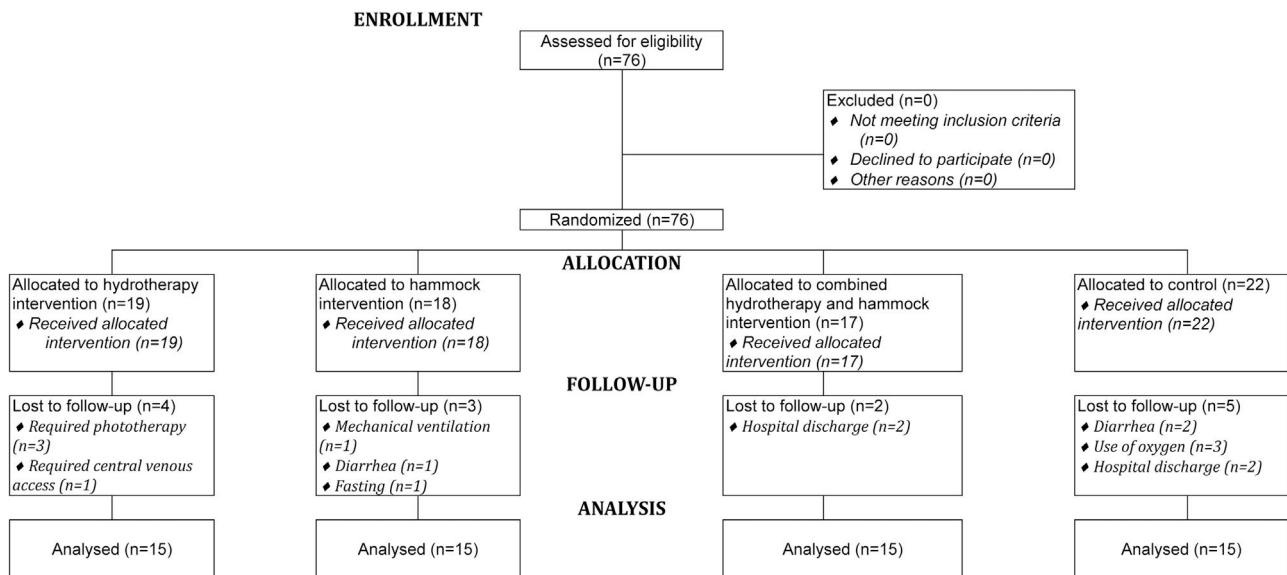 ENROLLMENT
Assessed for eligibility
(n=76)
Excluded (n=0)
♦ Not meeting inclusion criteria
(n=0)
♦ Declined to participate (n=0)
♦ Other reasons (n=0)
Randomized (n=76)
ALLOCATION
Allocated to hydrotherapy
intervention (n=19)
♦ Received allocated
intervention (n=19)
Allocated to hammock
intervention (n=18)
♦ Received allocated
intervention (n=18)
Allocated to combined
hydrotherapy and hammock
intervention (n=17)
♦ Received allocated
intervention (n=17)
Allocated to control (n=22)
♦ Received allocated
intervention (n=22)
FOLLOW-UP
Lost to follow-up (n=4)
♦ Required phototherapy
(n=3)
♦ Required central venous
access (n=1)
Lost to follow-up (n=3)
♦ Mechanical ventilation
(n=1)
♦ Diarrhea (n=1)
♦ Fasting (n=1)
Lost to follow-up (n=2)
♦ Hospital discharge (n=2)
Lost to follow-up (n=5)
♦ Diarrhea (n=2)
♦ Use of oxygen (n=3)
♦ Hospital discharge (n=2)
ANALYSIS
Analysed (n=15)
Analysed (n=15)
Analysed (n=15)
Analysed (n=15)